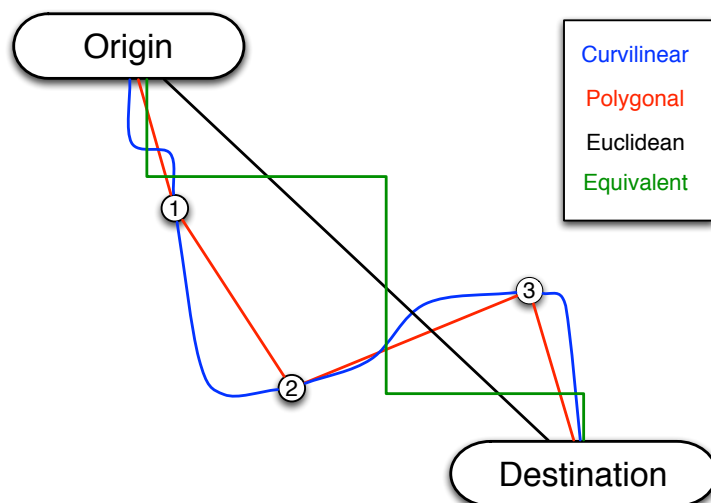 Origin
Curvilinear
Polygonal
Euclidean
Equivalent
1
3
2
Destination